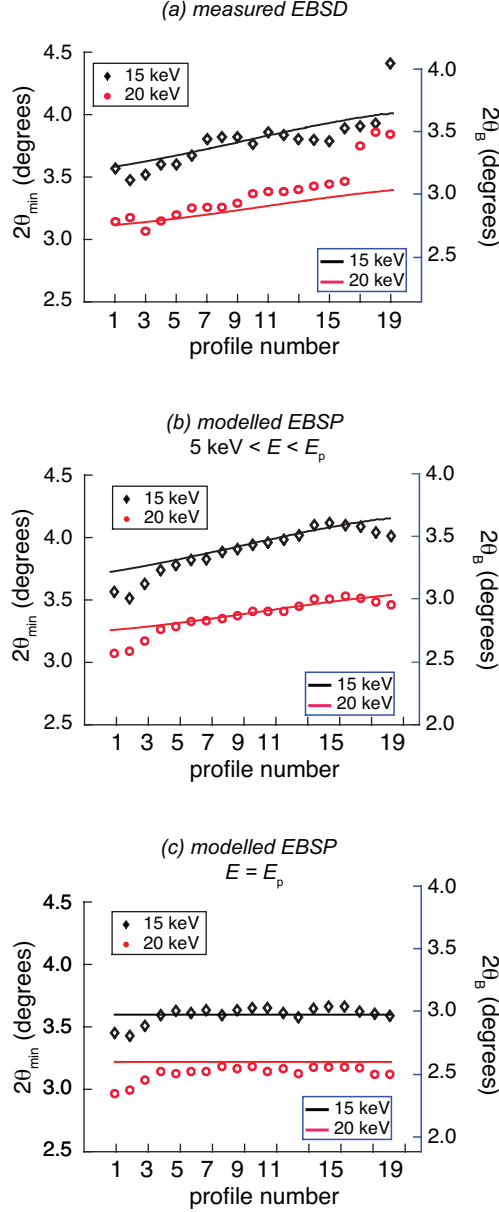 (a) measured EBSD
4.5
4.0
3.5
3.0
2.5
2θmin (degrees)
15 keV
20 keV
4.0
3.5
3.0
2.5
2θB (degrees)
15 keV
20 keV
1 3 5 7 9 11 15 19
profile number
(b) modelled EBSP
5 keV < E < Ep
4.5
4.0
3.5
3.0
2.5
2θmin (degrees)
15 keV
20 keV
4.0
3.5
3.0
2.5
2.0
2θB (degrees)
15 keV
20 keV
1 3 5 7 9 11 15 19
profile number
(c) modelled EBSP
E = Ep
4.5
4.0
3.5
3.0
2.5
2θmin (degrees)
15 keV
20 keV
4.0
3.5
3.0
2.5
2.0
2θB (degrees)
15 keV
20 keV
1 3 5 7 9 11 15 19
profile number